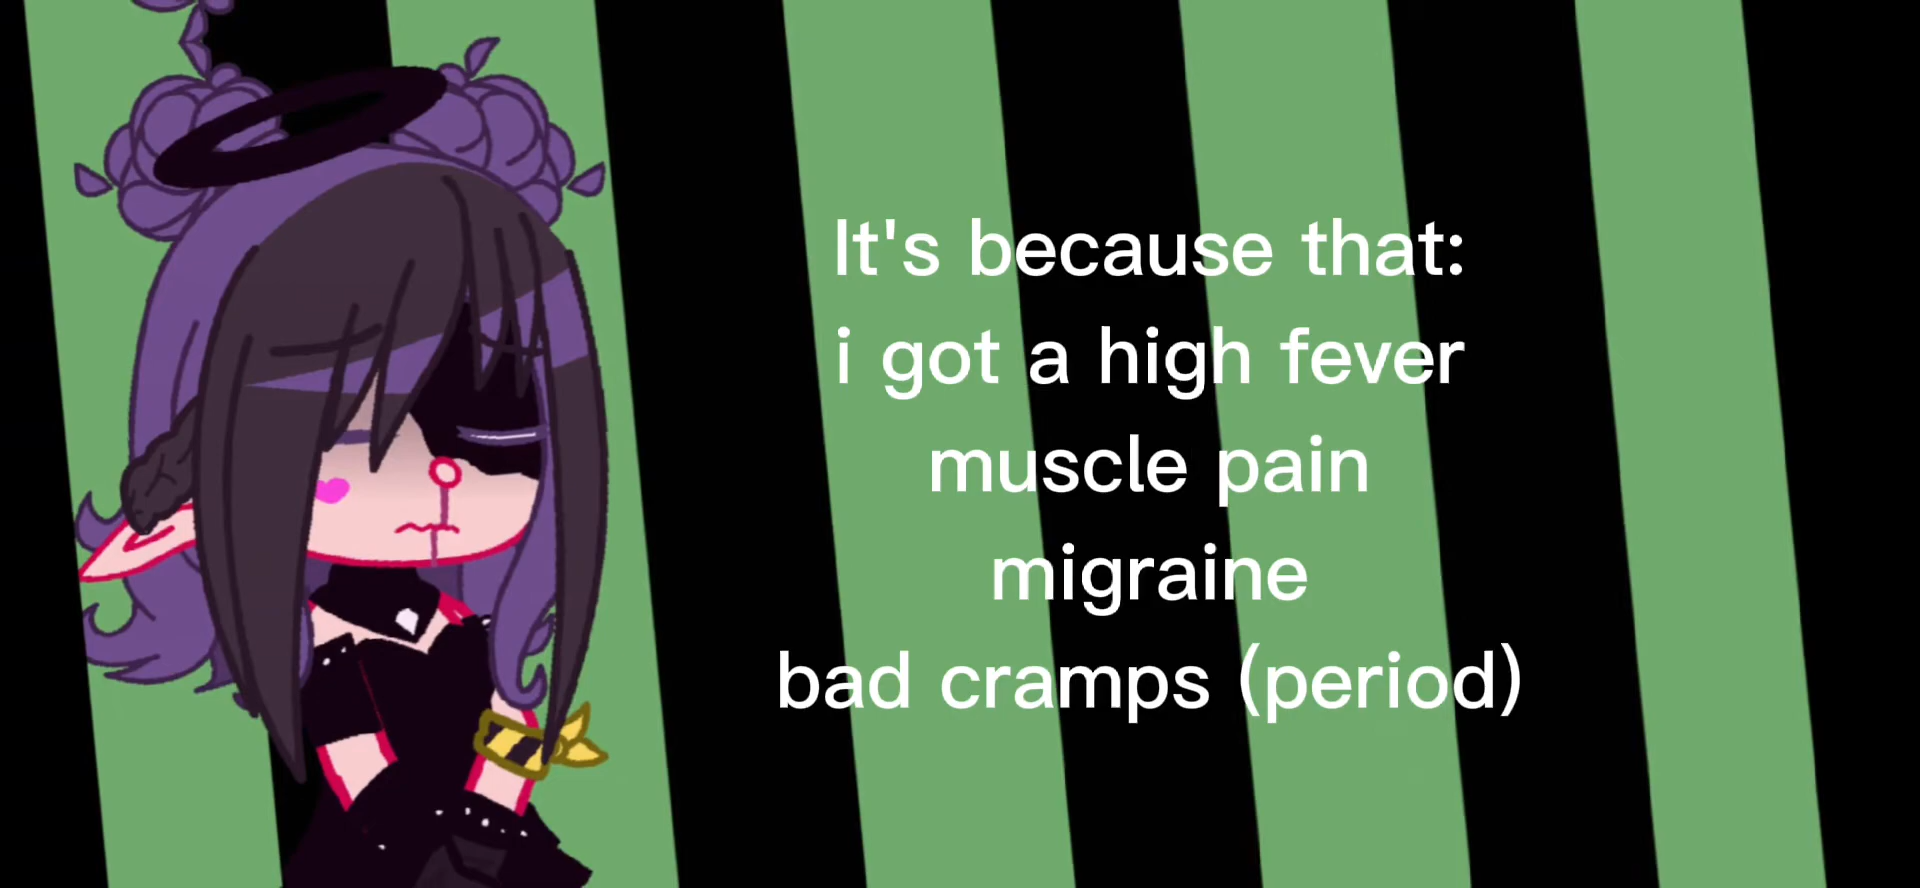 It's because that:
i got a high fever
muscle pain
migraine
bad cramps (period)